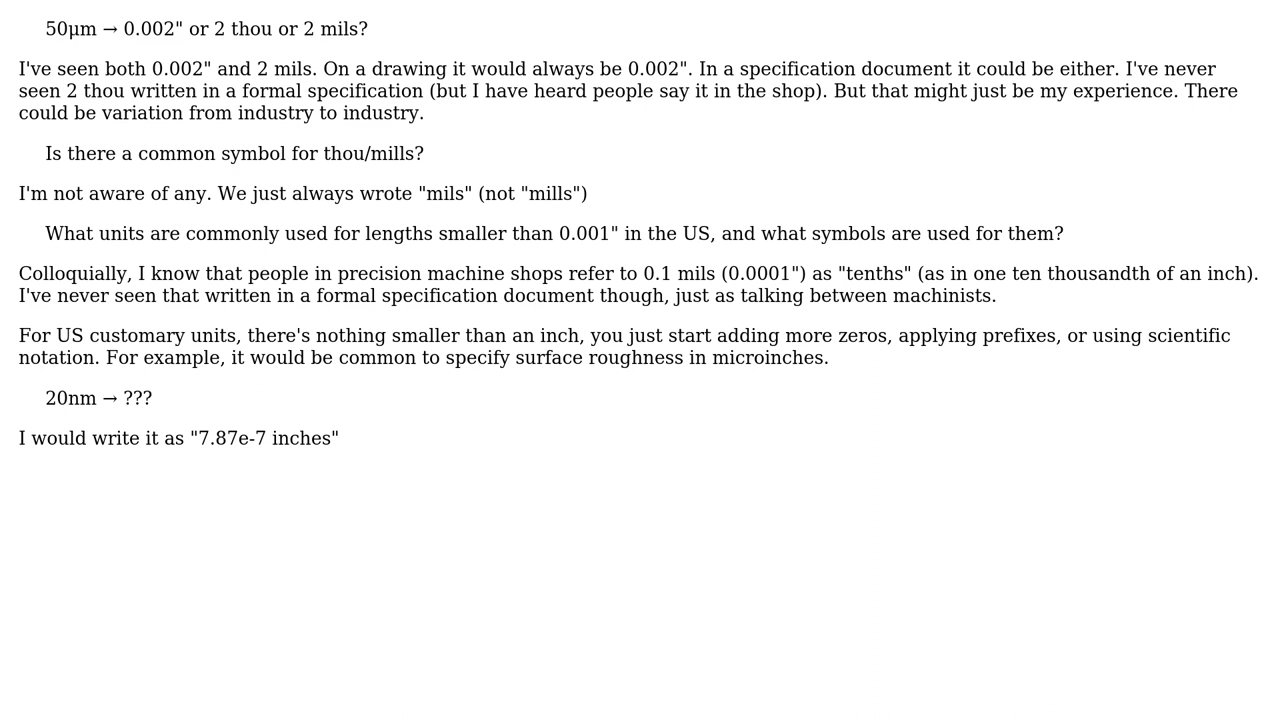 50µm → 0.002" or 2 thou or 2 mils?
I've seen both 0.002" and 2 mils. On a drawing it would always be 0.002". In a specification document it could be either. I've never
seen 2 thou written in a formal specification (but I have heard people say it in the shop). But that might just be my experience. There
could be variation from industry to industry.
Is there a common symbol for thou/mills?
I'm not aware of any. We just always wrote "mils" (not "mills")
What units are commonly used for lengths smaller than 0.001" in the US, and what symbols are used for them?
Colloquially, I know that people in precision machine shops refer to 0.1 mils (0.0001") as "tenths" (as in one ten thousandth of an inch).
I've never seen that written in a formal specification document though, just as talking between machinists.
For US customary units, there's nothing smaller than an inch, you just start adding more zeros, applying prefixes, or using scientific
notation. For example, it would be common to specify surface roughness in microinches.
20nm → ???
I would write it as "7.87e-7 inches"